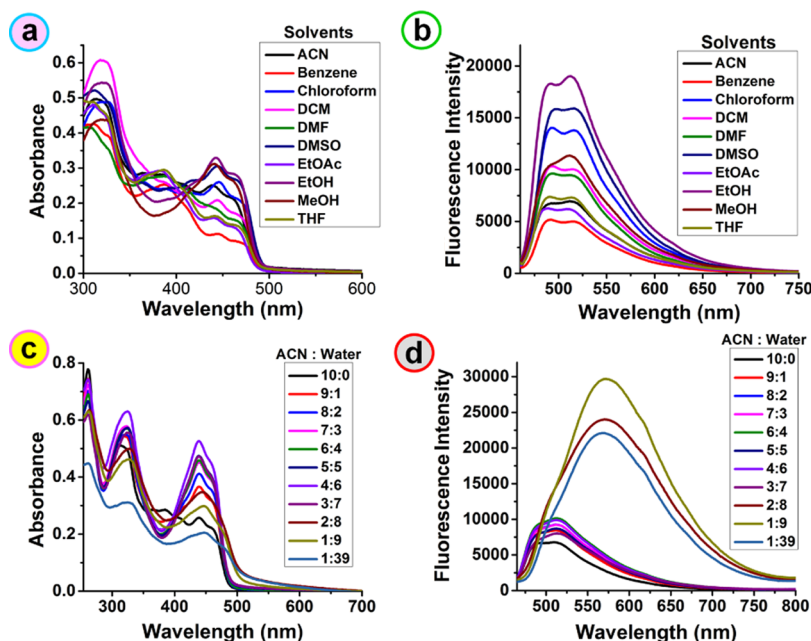 a
Solvents
ACN
Benzene
Chloroform
DCM
DMF
DMSO
EtOAc
EtOH
MeOH
THF
Absorbance
0.6
0.5
0.4
0.3
0.2
0.1
0.0
300 400 500 600
Wavelength (nm)
b
Solvents
ACN
Benzene
Chloroform
DCM
DMF
DMSO
EtOAc
EtOH
MeOH
THF
Fluorescence Intensity
20000
15000
10000
5000
0
500 550 600 650 700 750
Wavelength (nm)
c
ACN : Water
10:0
9:1
8:2
7:3
6:4
5:5
4:6
3:7
2:8
1:9
1:39
Absorbance
0.8
0.6
0.4
0.2
0.0
300 400 500 600 700
Wavelength (nm)
d
ACN : Water
10:0
9:1
8:2
7:3
6:4
5:5
4:6
3:7
2:8
1:9
1:39
Fluorescence Intensity
30000
25000
20000
15000
10000
5000
0
500 550 600 650 700 750 800
Wavelength (nm)